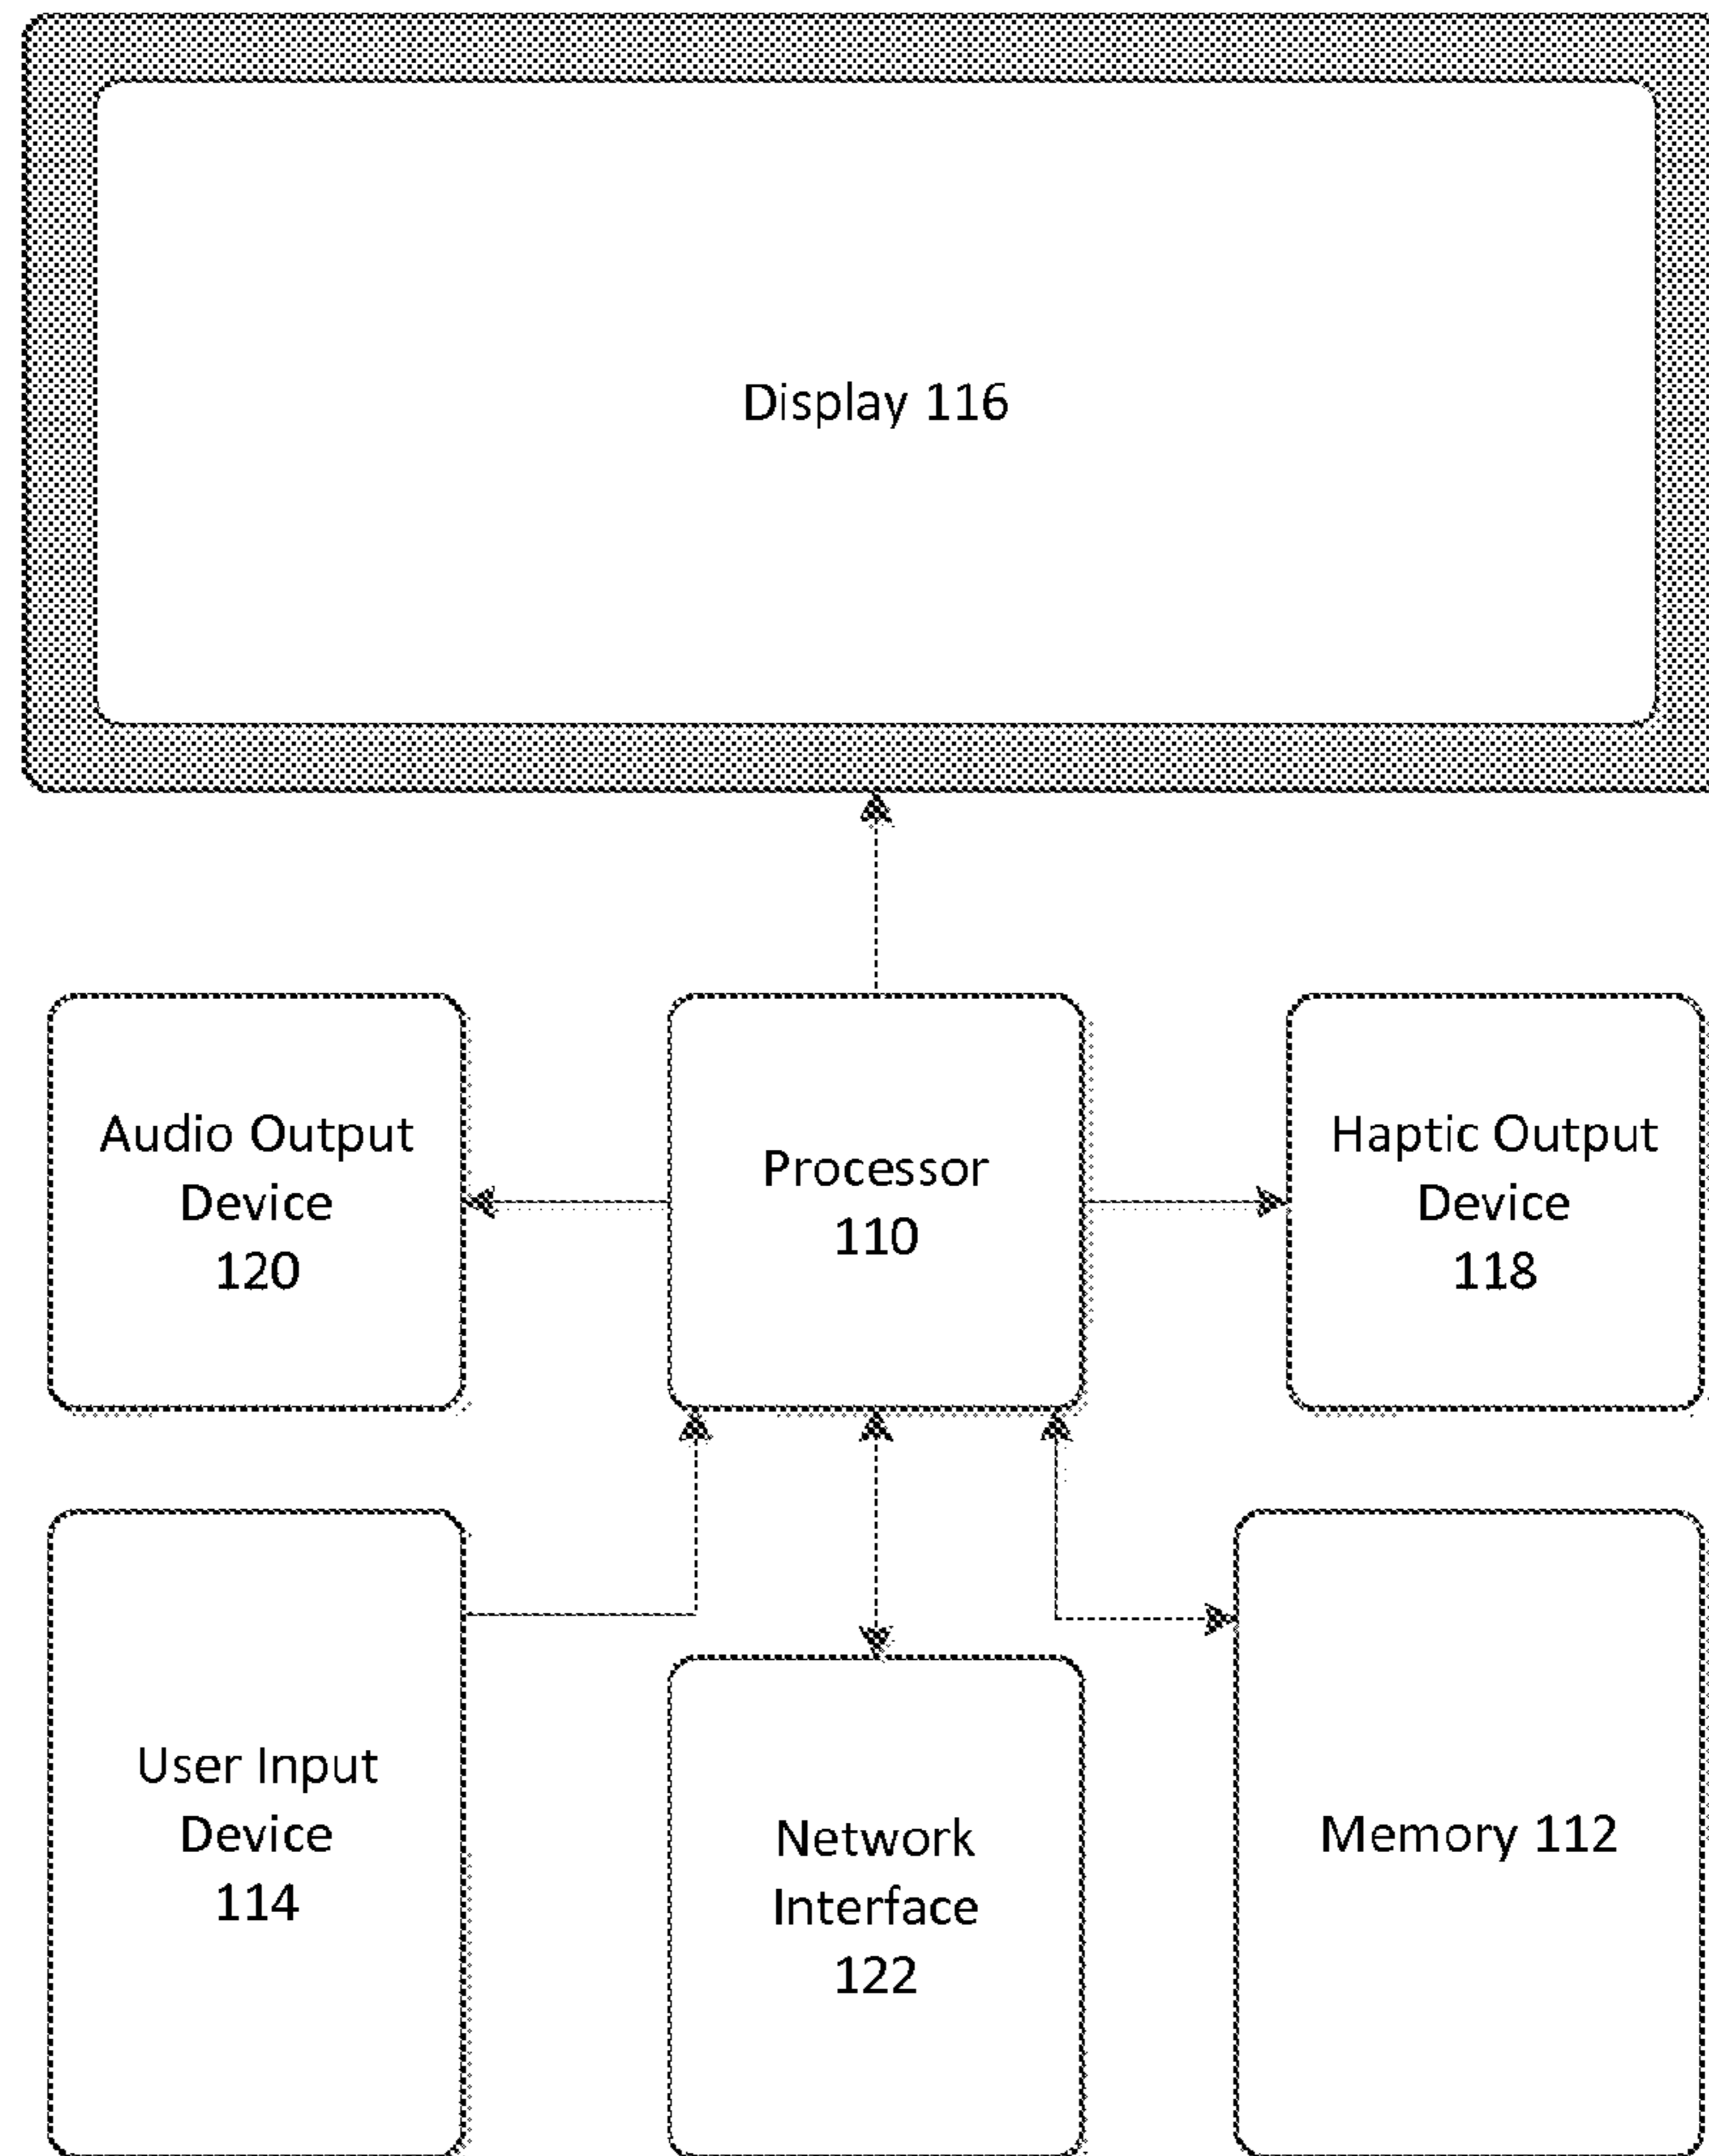 Display 116
Audio Output
Device
120
Processor
110
Haptic Output
Device
118
User Input
Device
114
Network
Interface
122
Memory 112